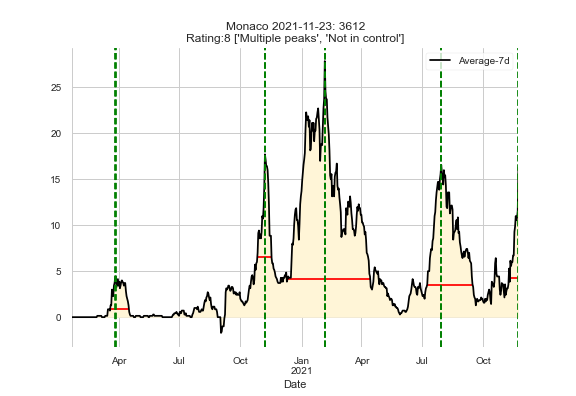 Monaco 2021-11-23: 3612
Rating:8 ['Multiple peaks', 'Not in control']
Average-7d
25
20
15
10
5
0
Apr
Jul
Oct
Jan
2021
Apr
Jul
Oct
Date